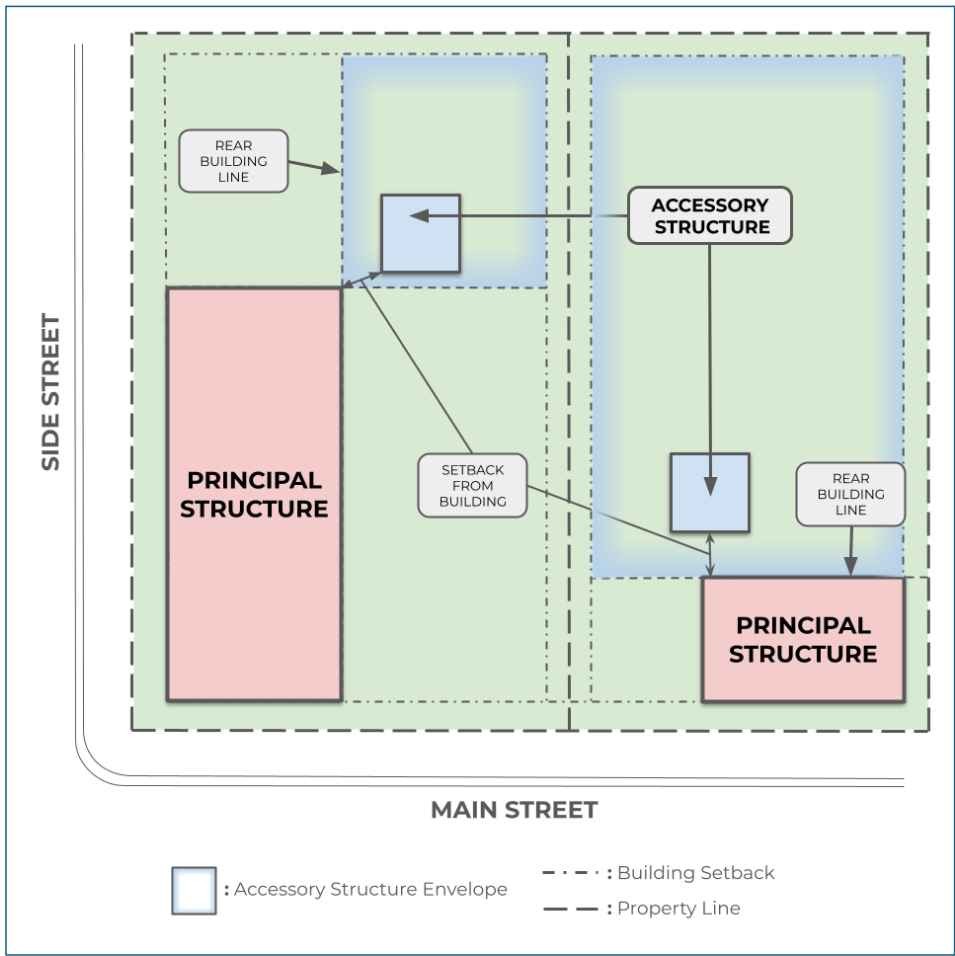 REAR
BUILDING
LINE
ACCESSORY
STRUCTURE
SIDE STREET
PRINCIPAL
STRUCTURE
SETBACK
FROM
BUILDING
REAR
BUILDING
LINE
PRINCIPAL
STRUCTURE
MAIN STREET
: Accessory Structure Envelope
: Building Setback
: Property Line